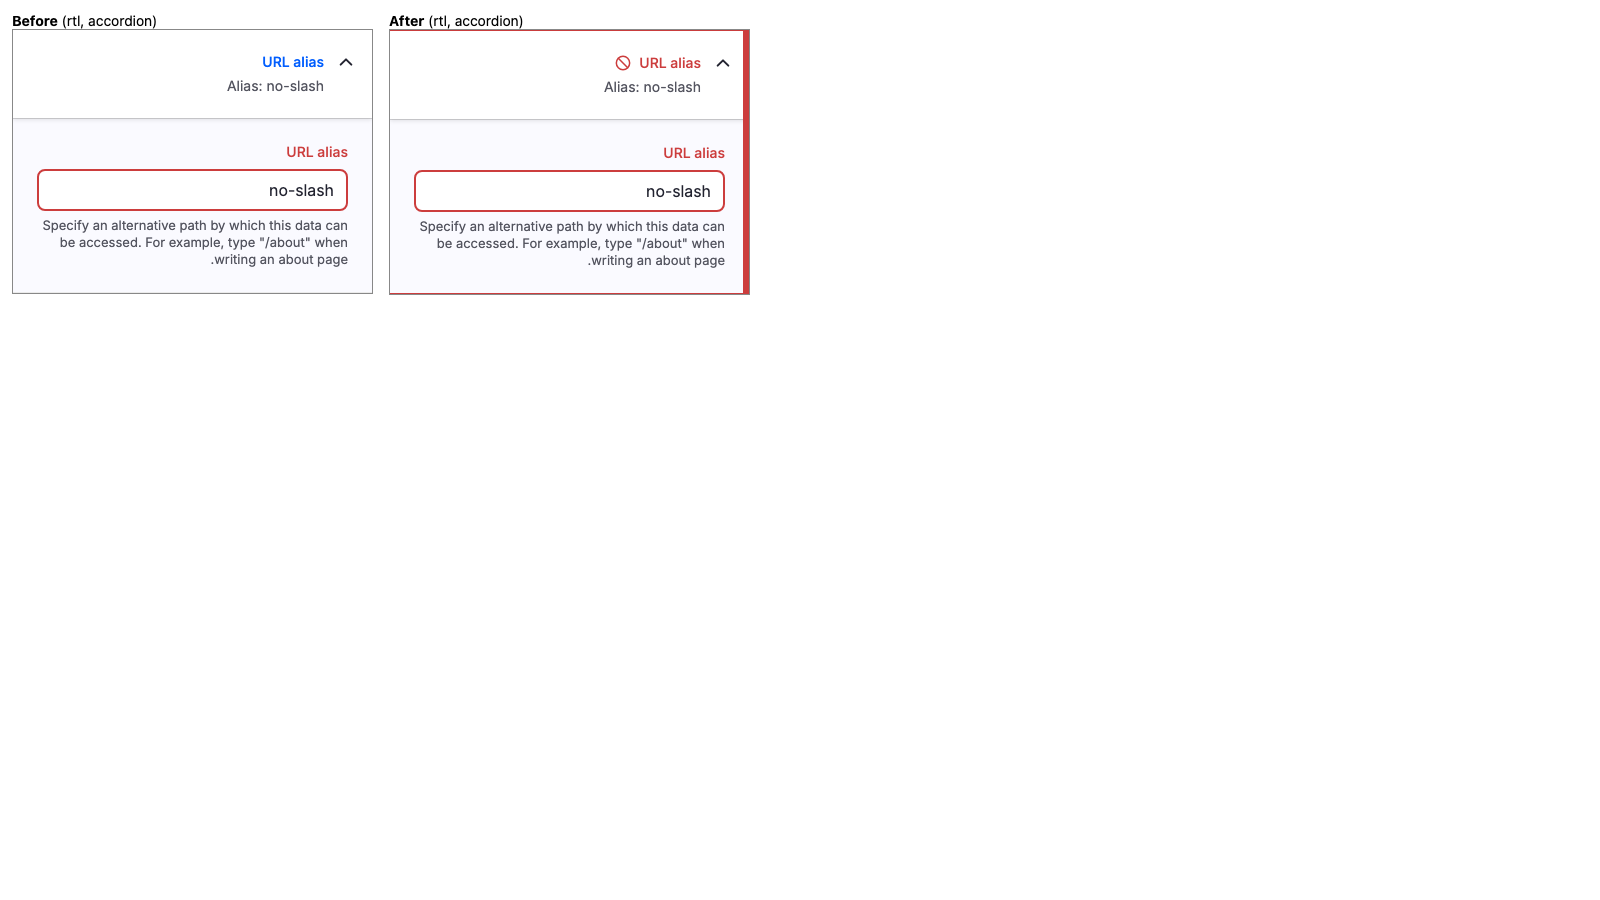 Before (rtl, accordion)
URL alias
Alias: no-slash
URL alias
no-slash
Specify an alternative path by which this data can
be accessed. For example, type "/about" when
.writing an about page
After (rtl, accordion)
URL alias
Alias: no-slash
URL alias
no-slash
Specify an alternative path by which this data can
be accessed. For example, type "/about" when
.writing an about page